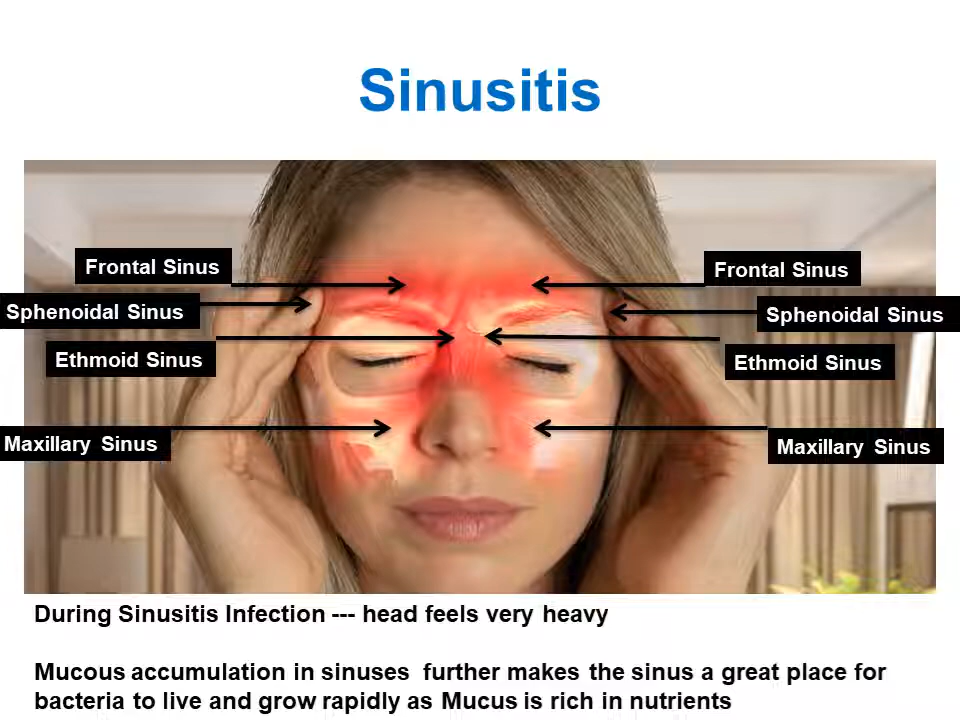 Sinusitis
Frontal Sinus
Frontal Sinus
Sphenoidal Sinus
Sphenoidal Sinus
Ethmoid Sinus
Ethmoid Sinus
Maxillary Sinus
Maxillary Sinus
During Sinusitis Infection --- head feels very heavy
Mucous accumulation in sinuses further makes the sinus a great place for
bacteria to live and grow rapidly as Mucus is rich in nutrients